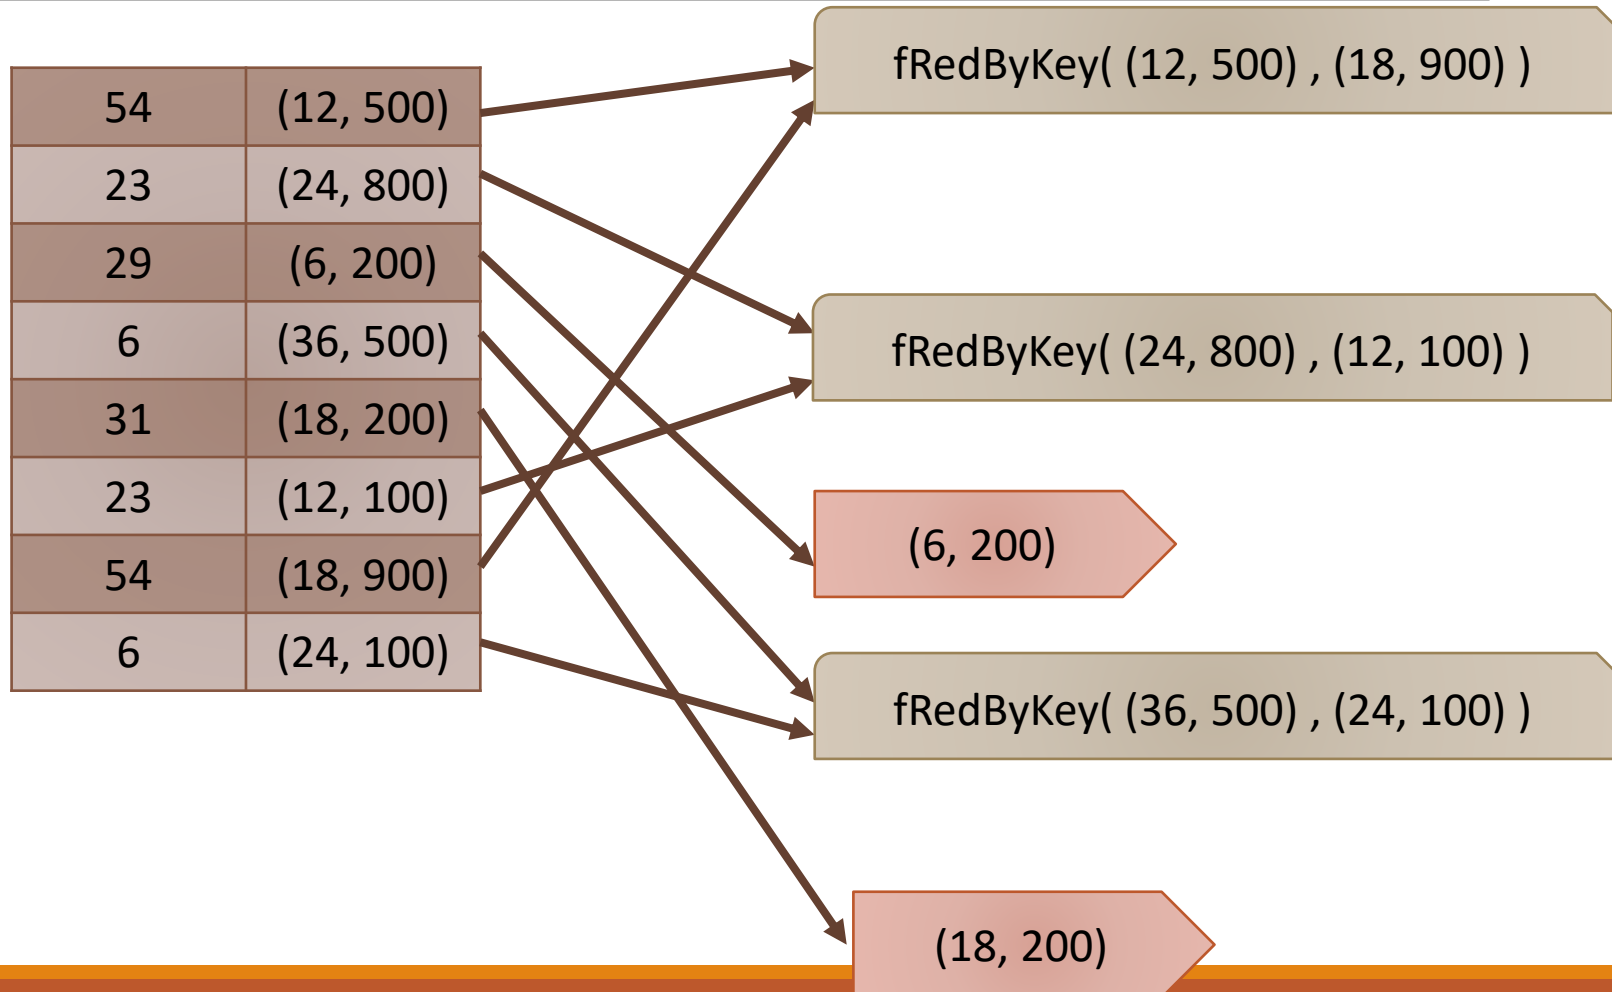 54 (12, 500)
23 (24, 800)
29 (6, 200)
6 (36, 500)
31 (18, 200)
23 (12, 100)
54 (18, 900)
6 (24, 100)
fRedByKey( (12, 500) , (18, 900) )
fRedByKey( (24, 800) , (12, 100) )
(6, 200)
fRedByKey( (36, 500) , (24, 100) )
(18, 200)